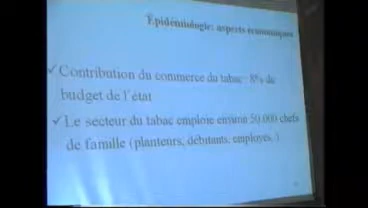 Epidémiologie: aspects économiques
✓Contribution du commerce du tabac : 8% du
budget de l'état
✓Le secteur du tabac emploie environ 50.000 chefs
de famille (planteurs, débitants, employés..)